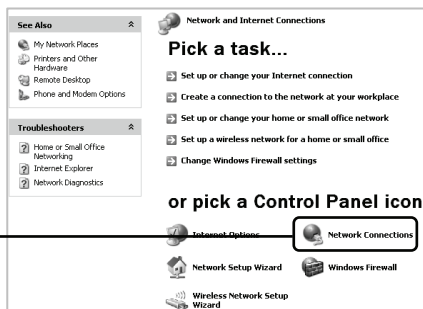 See Also
My Network Places
Printers and Other
Hardware
Remote Desktop
Phone and Modem Options
Troubleshooters
Home or Small Office
Networking
Internet Explorer
Network Diagnostics
Network and Internet Connections
Pick a task...
Set up or change your Internet connection
Create a connection to the network at your workplace
Set up or change your home or small office network
Set up a wireless network for a home or small office
Change Windows Firewall settings
or pick a Control Panel icon
Internet Options
Network Connections
Network Setup Wizard
Windows Firewall
Wireless Network Setup
Wizard